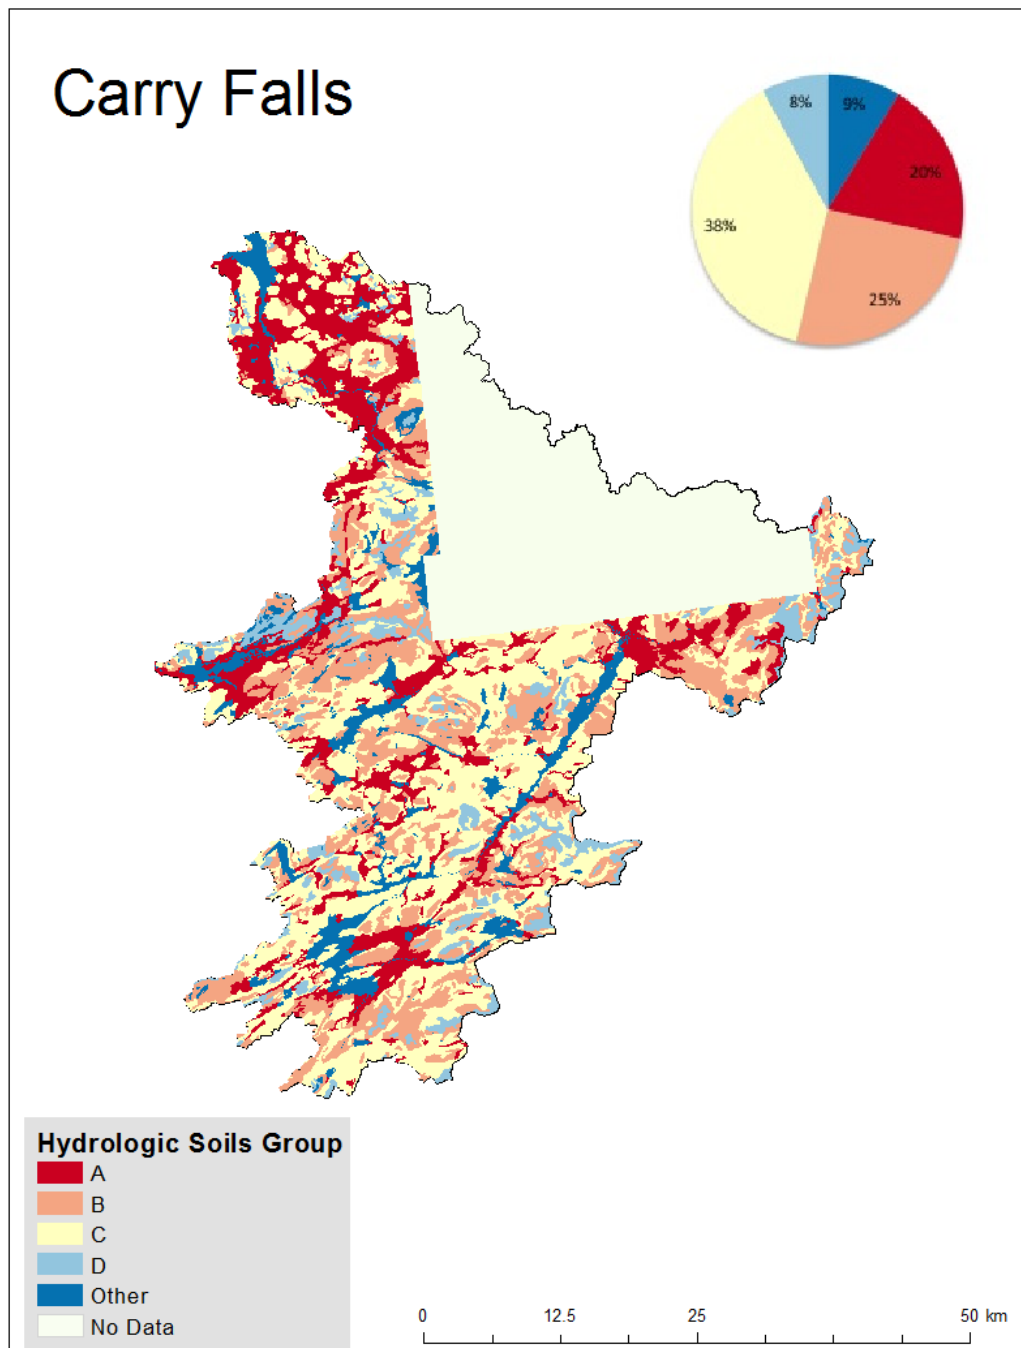 Carry Falls
8%
9%
20%
38%
25%
Hydrologic Soils Group
A
B
C
D
Other
No Data
0 12.5 25 50 km